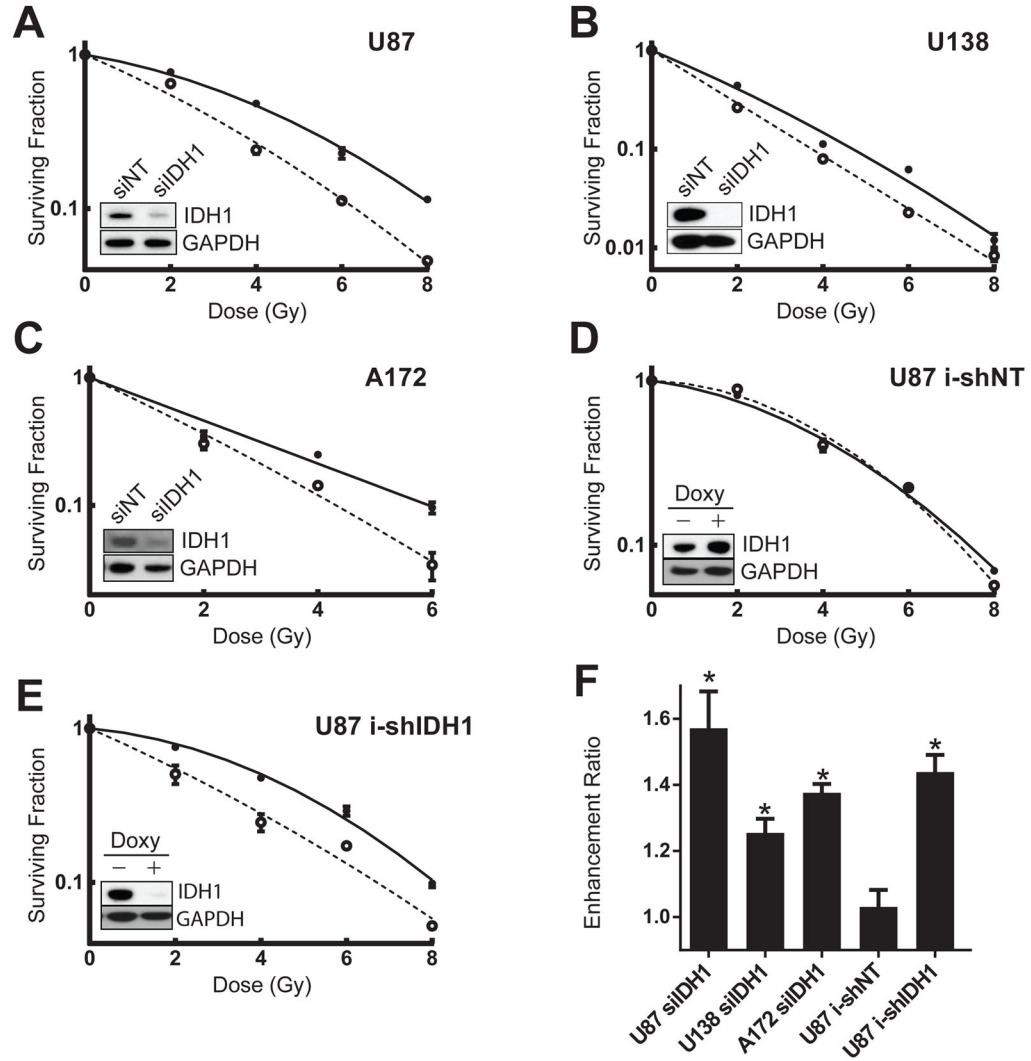 A
U87
Surviving Fraction
1
0.1
siNT
siIDH1
IDH1
GAPDH
0 2 4 6 8
Dose (Gy)
B
U138
Surviving Fraction
1
0.1
0.01
siNT
siIDH1
IDH1
GAPDH
0 2 4 6 8
Dose (Gy)
C
A172
Surviving Fraction
1
0.1
siNT
siIDH1
IDH1
GAPDH
0 2 4 6
Dose (Gy)
D
U87 i-shNT
Surviving Fraction
1
0.1
Doxy
− +
IDH1
GAPDH
0 2 4 6 8
Dose (Gy)
E
U87 i-shIDH1
Surviving Fraction
1
0.1
Doxy
− +
IDH1
GAPDH
0 2 4 6 8
Dose (Gy)
F
Enhancement Ratio
1.6
1.4
1.2
1.0
* * * *
U87 siIDH1
U138 siIDH1
A172 siIDH1
U87 i-shNT
U87 i-shIDH1